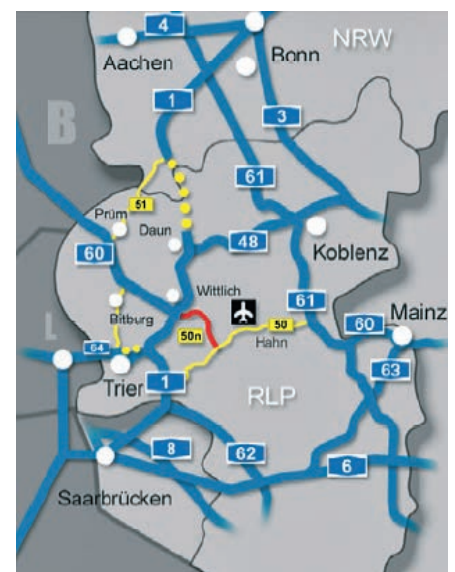 4
NRW
Aachen
Bonn
1
3
B
61
51
Prüm
Daun
60
48
Koblenz
Wittlich
61
Bitburg
50n
50
Hahn
60
Mainz
L
64
Trier
1
63
RLP
8
62
6
Saarbrücken